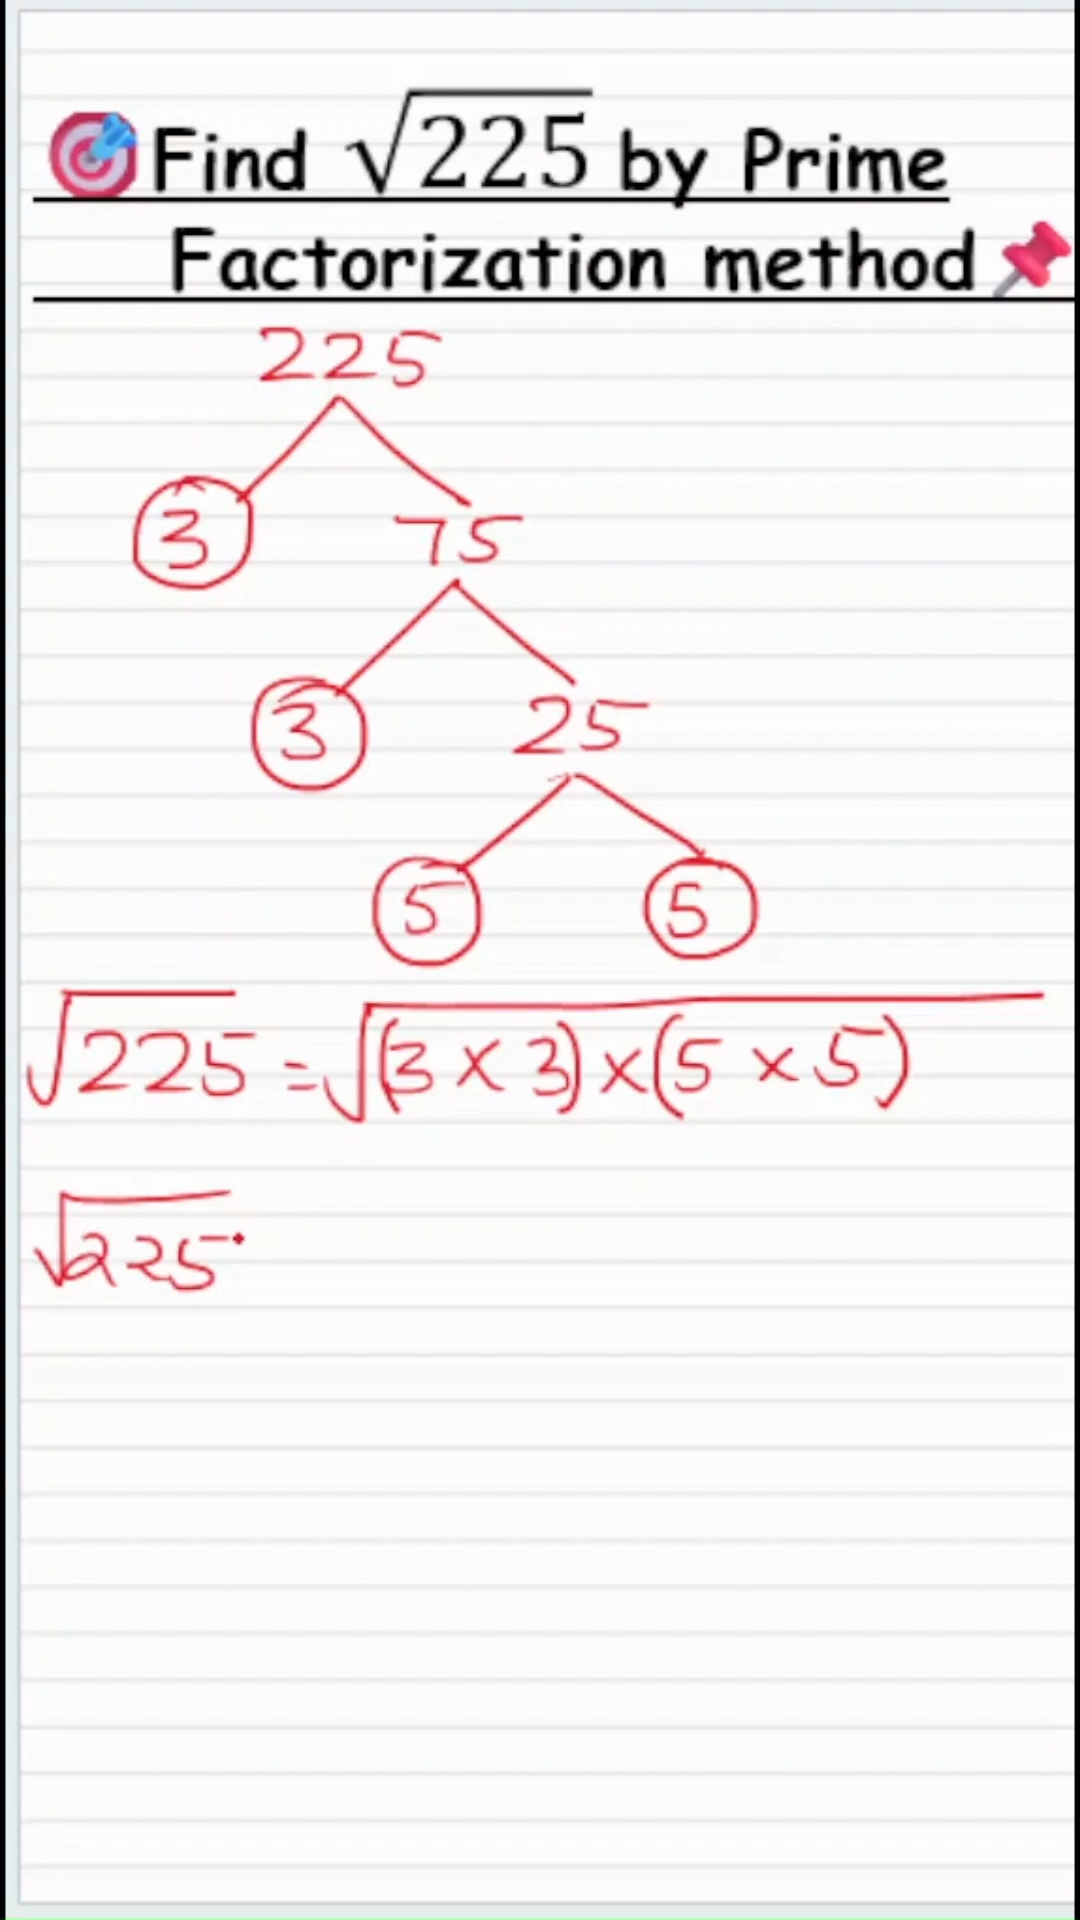 Find √225 by Prime
Factorization method
225
3 75
3 25
5 5
√225 = √(3 × 3) × (5 × 5)
√225